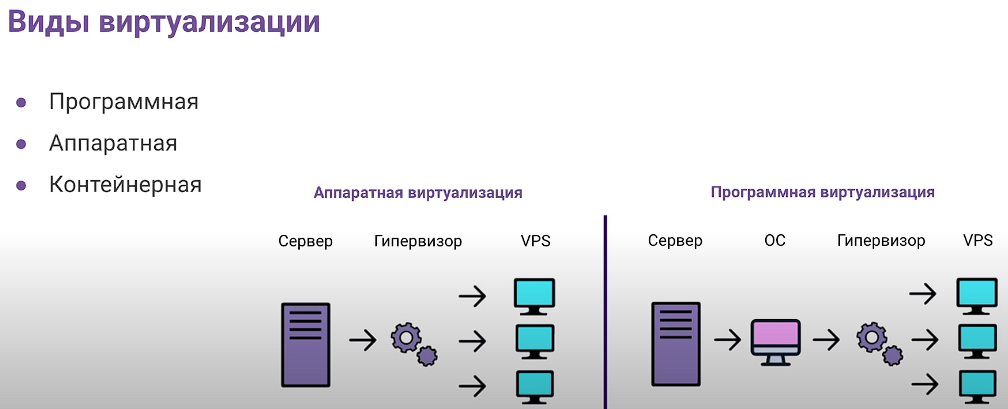 Виды виртуализации
Программная
Аппаратная
Контейнерная
Аппаратная виртуализация
Сервер Гипервизор VPS
Программная виртуализация
Сервер ОС Гипервизор VPS